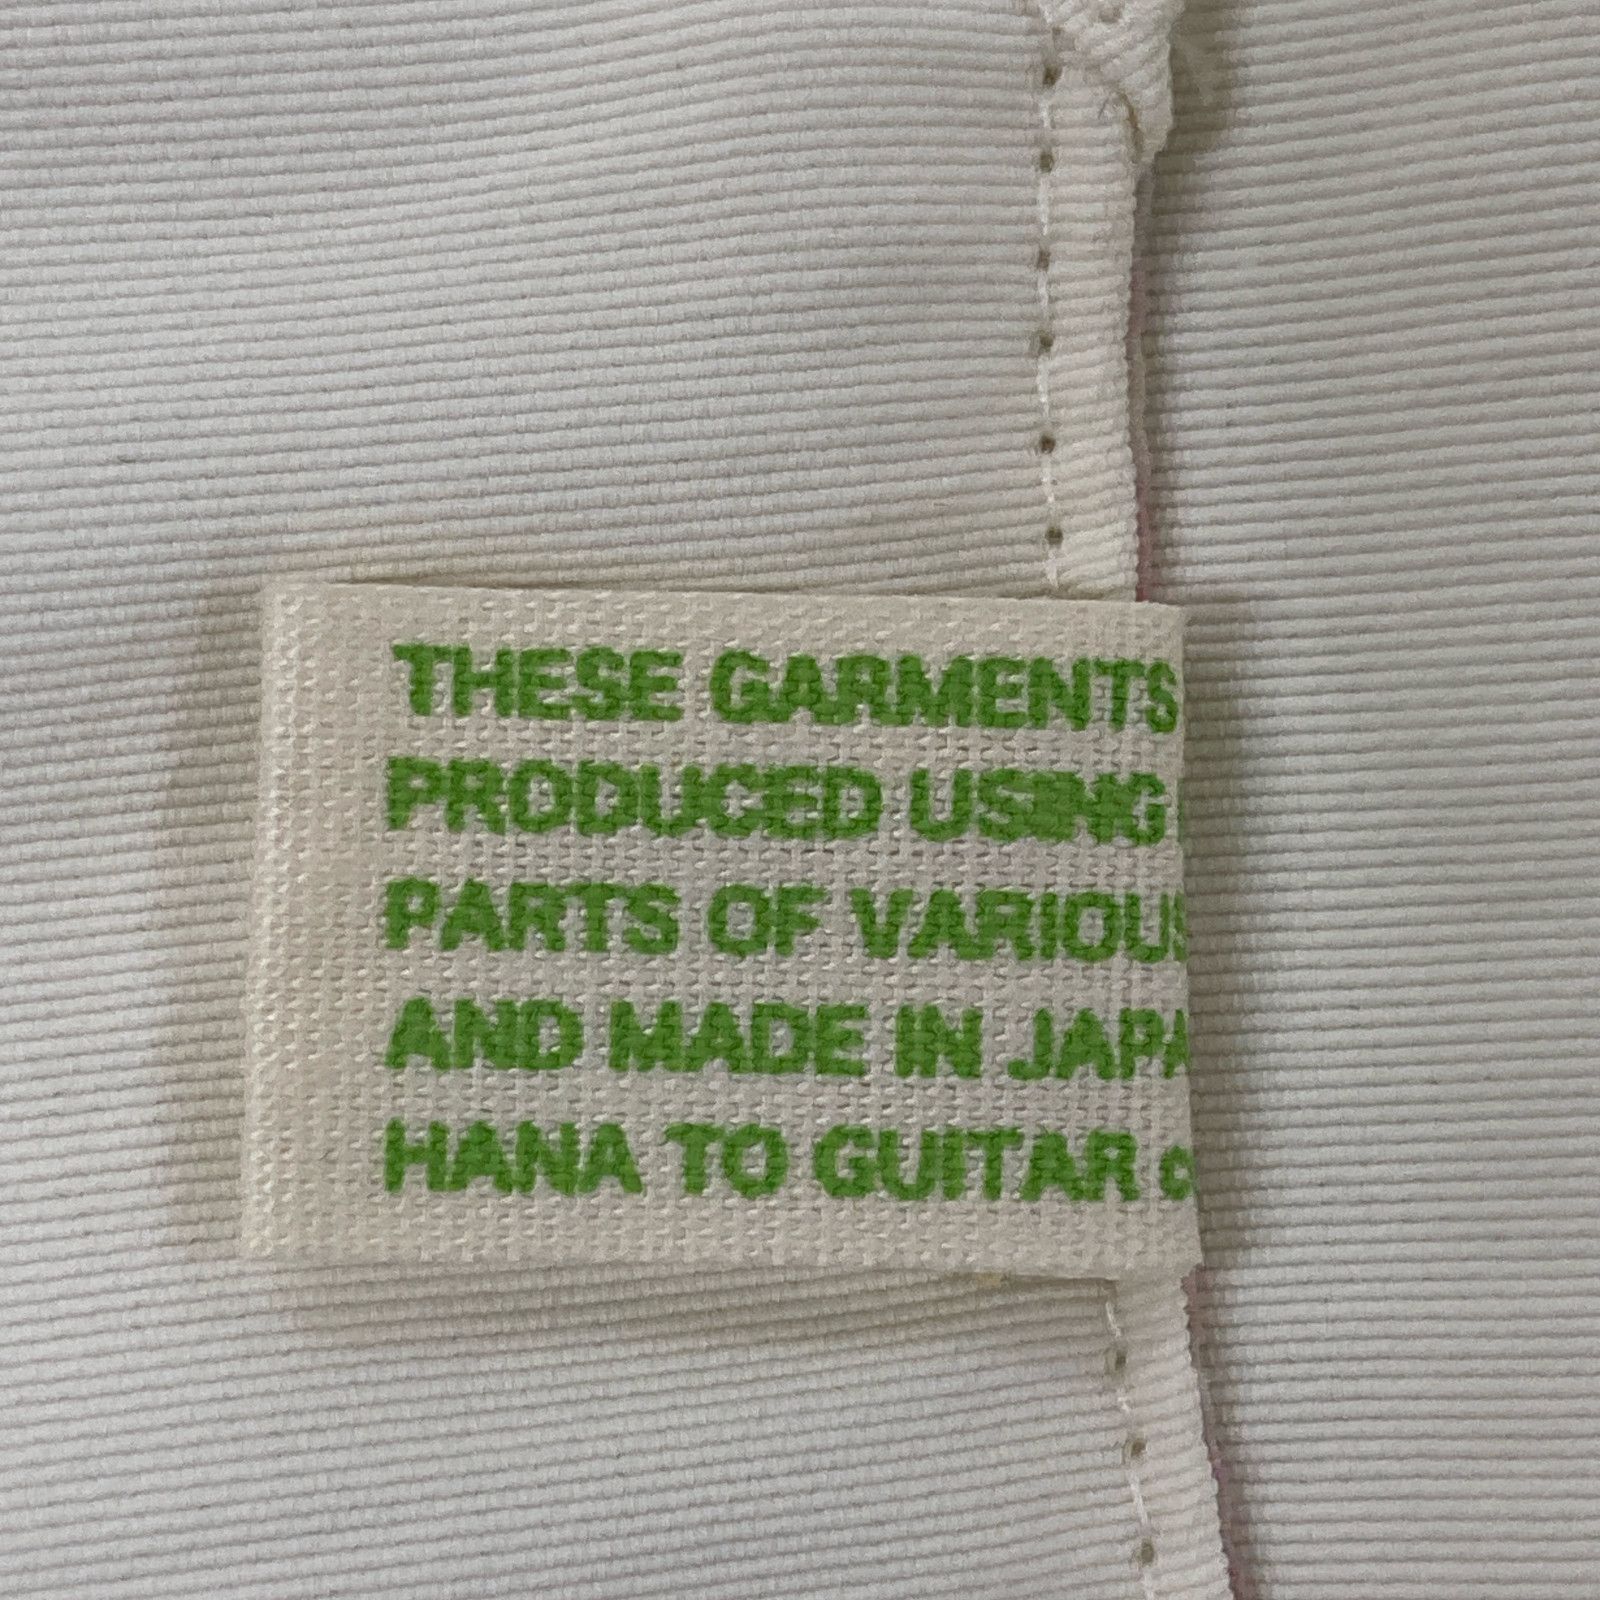 THESE GARMENTS
PRODUCED USING
PARTS OF VARIOUS
AND MADE IN JAPA
HANA TO GUITAR